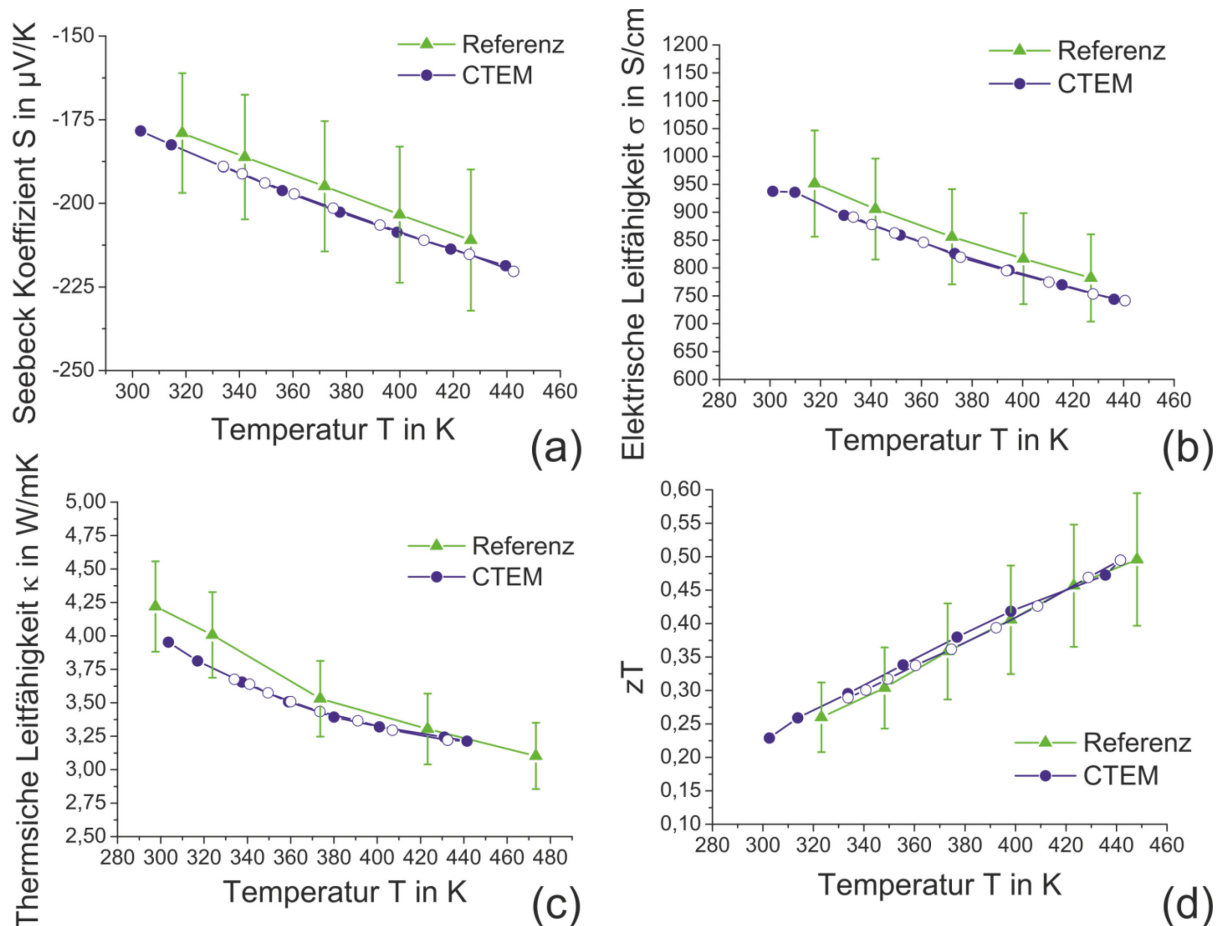 Seebeck Koeffizient S in µV/K
-150
-175
-200
-225
-250
Referenz
CTEM
300 320 340 360 380 400 420 440 460
Temperatur T in K
(a)
Elektrische Leitfähigkeit σ in S/cm
1200
1150
1100
1050
1000
950
900
850
800
750
700
650
600
Referenz
CTEM
280 300 320 340 360 380 400 420 440 460
Temperatur T in K
(b)
Thermsiche Leitfähigkeit κ in W/mK
5,00
4,75
4,50
4,25
4,00
3,75
3,50
3,25
3,00
2,75
2,50
Referenz
CTEM
280 300 320 340 360 380 400 420 440 460 480
Temperatur T in K
(c)
zT
0,60
0,55
0,50
0,45
0,40
0,35
0,30
0,25
0,20
0,15
0,10
Referenz
CTEM
280 300 320 340 360 380 400 420 440 460
Temperatur T in K
(d)